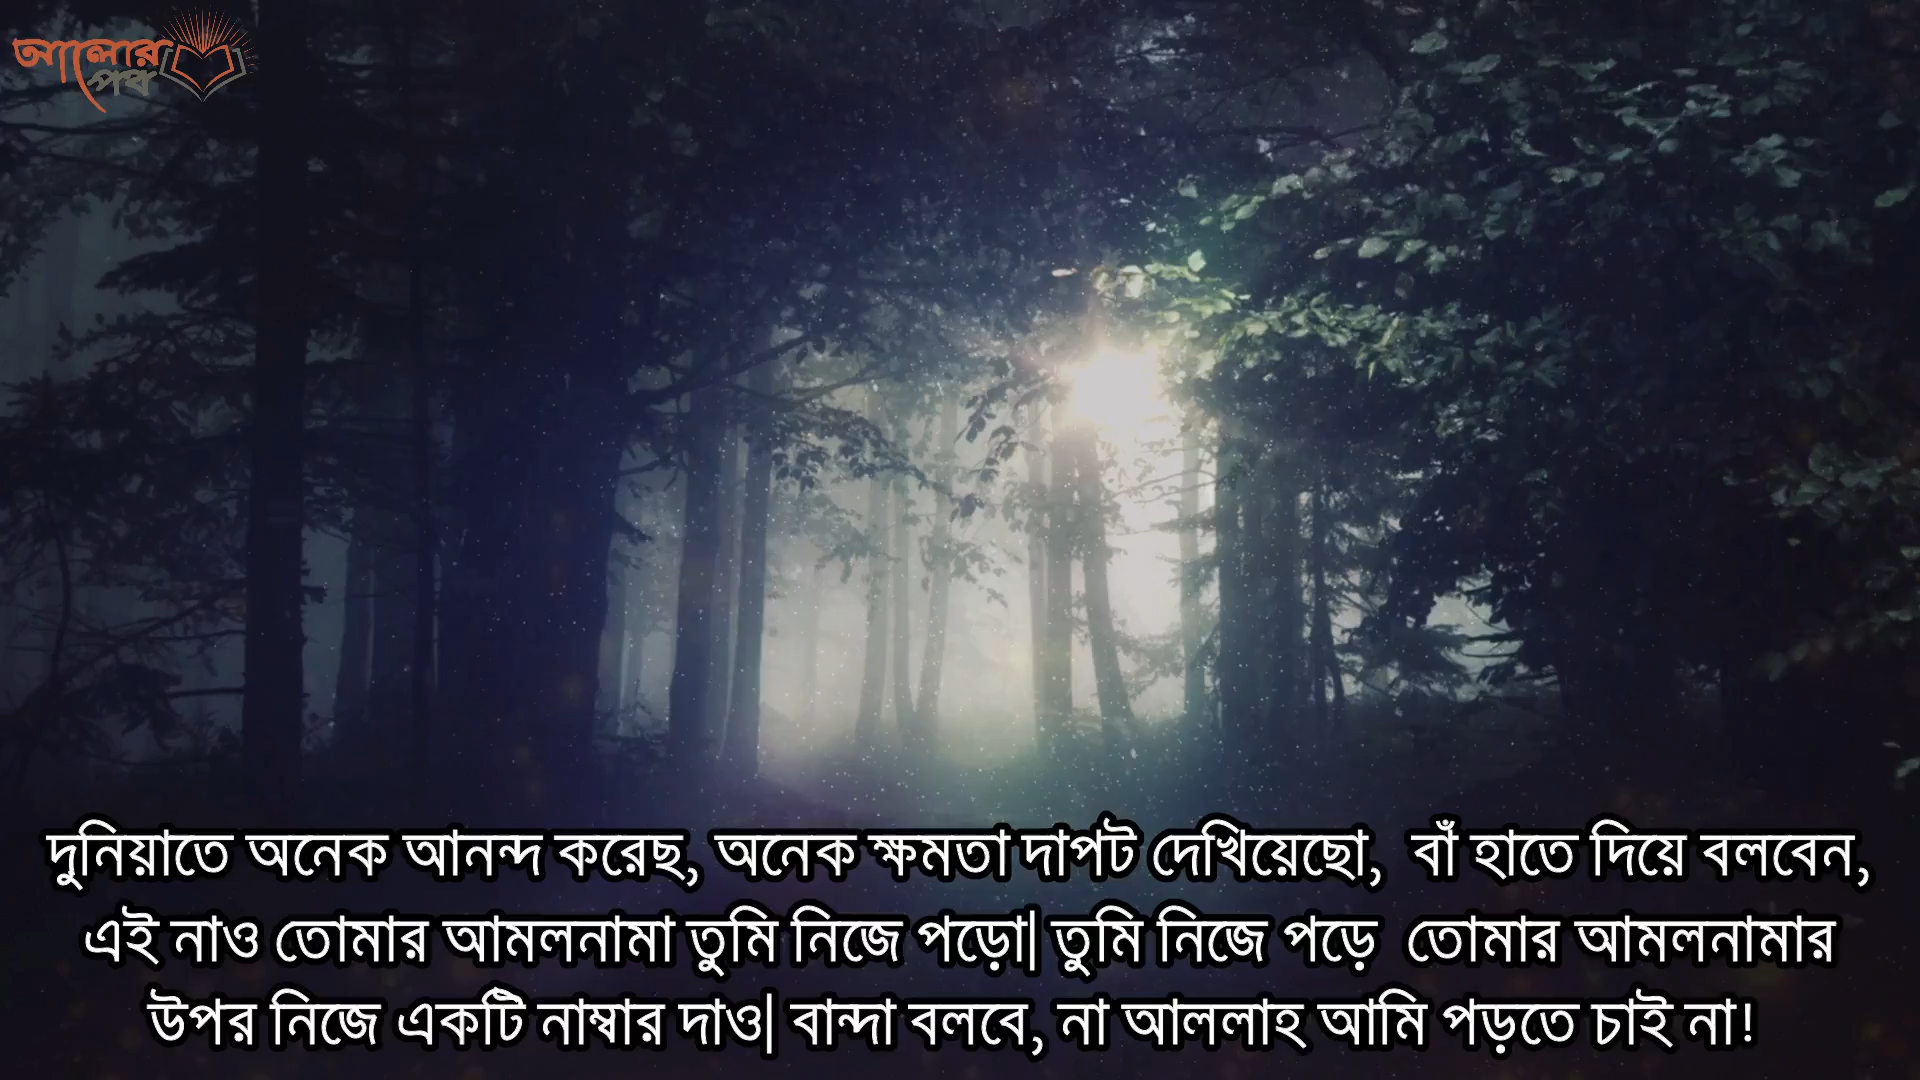 আলোর
পথ
দুনিয়াতে অনেক আনন্দ করেছ, অনেক ক্ষমতা দাপট দেখিয়েছো, বাঁ হাতে দিয়ে বলবেন,
এই নাও তোমার আমলনামা তুমি নিজে পড়ো| তুমি নিজে পড়ে তোমার আমলনামার
উপর নিজে একটি নাম্বার দাও| বান্দা বলবে, না আললাহ আমি পড়তে চাই না!